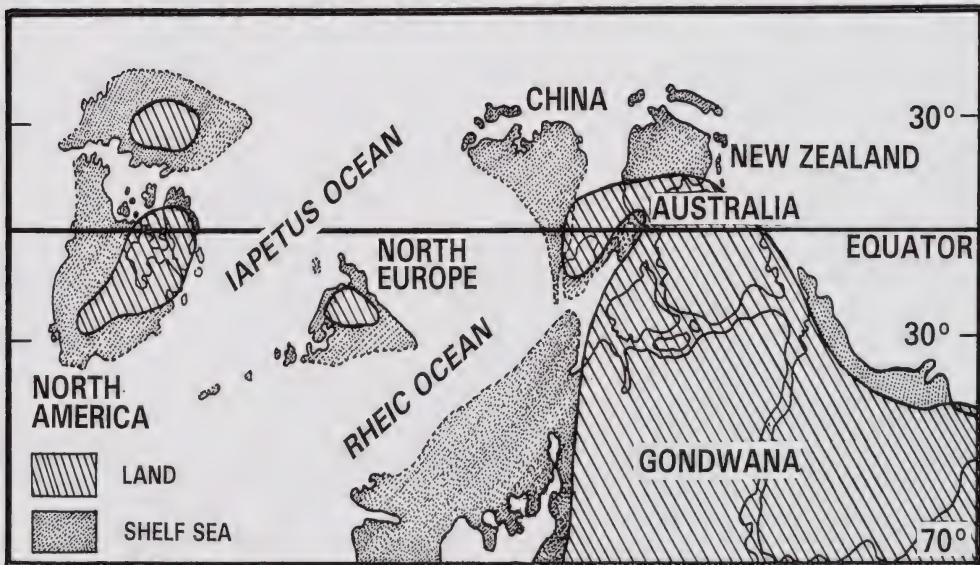 CHINA
30°
NEW ZEALAND
AUSTRALIA
IAPETUS OCEAN
EQUATOR
NORTH
EUROPE
30°
RHEIC OCEAN
NORTH
AMERICA
GONDWANA
LAND
SHELF SEA
70°